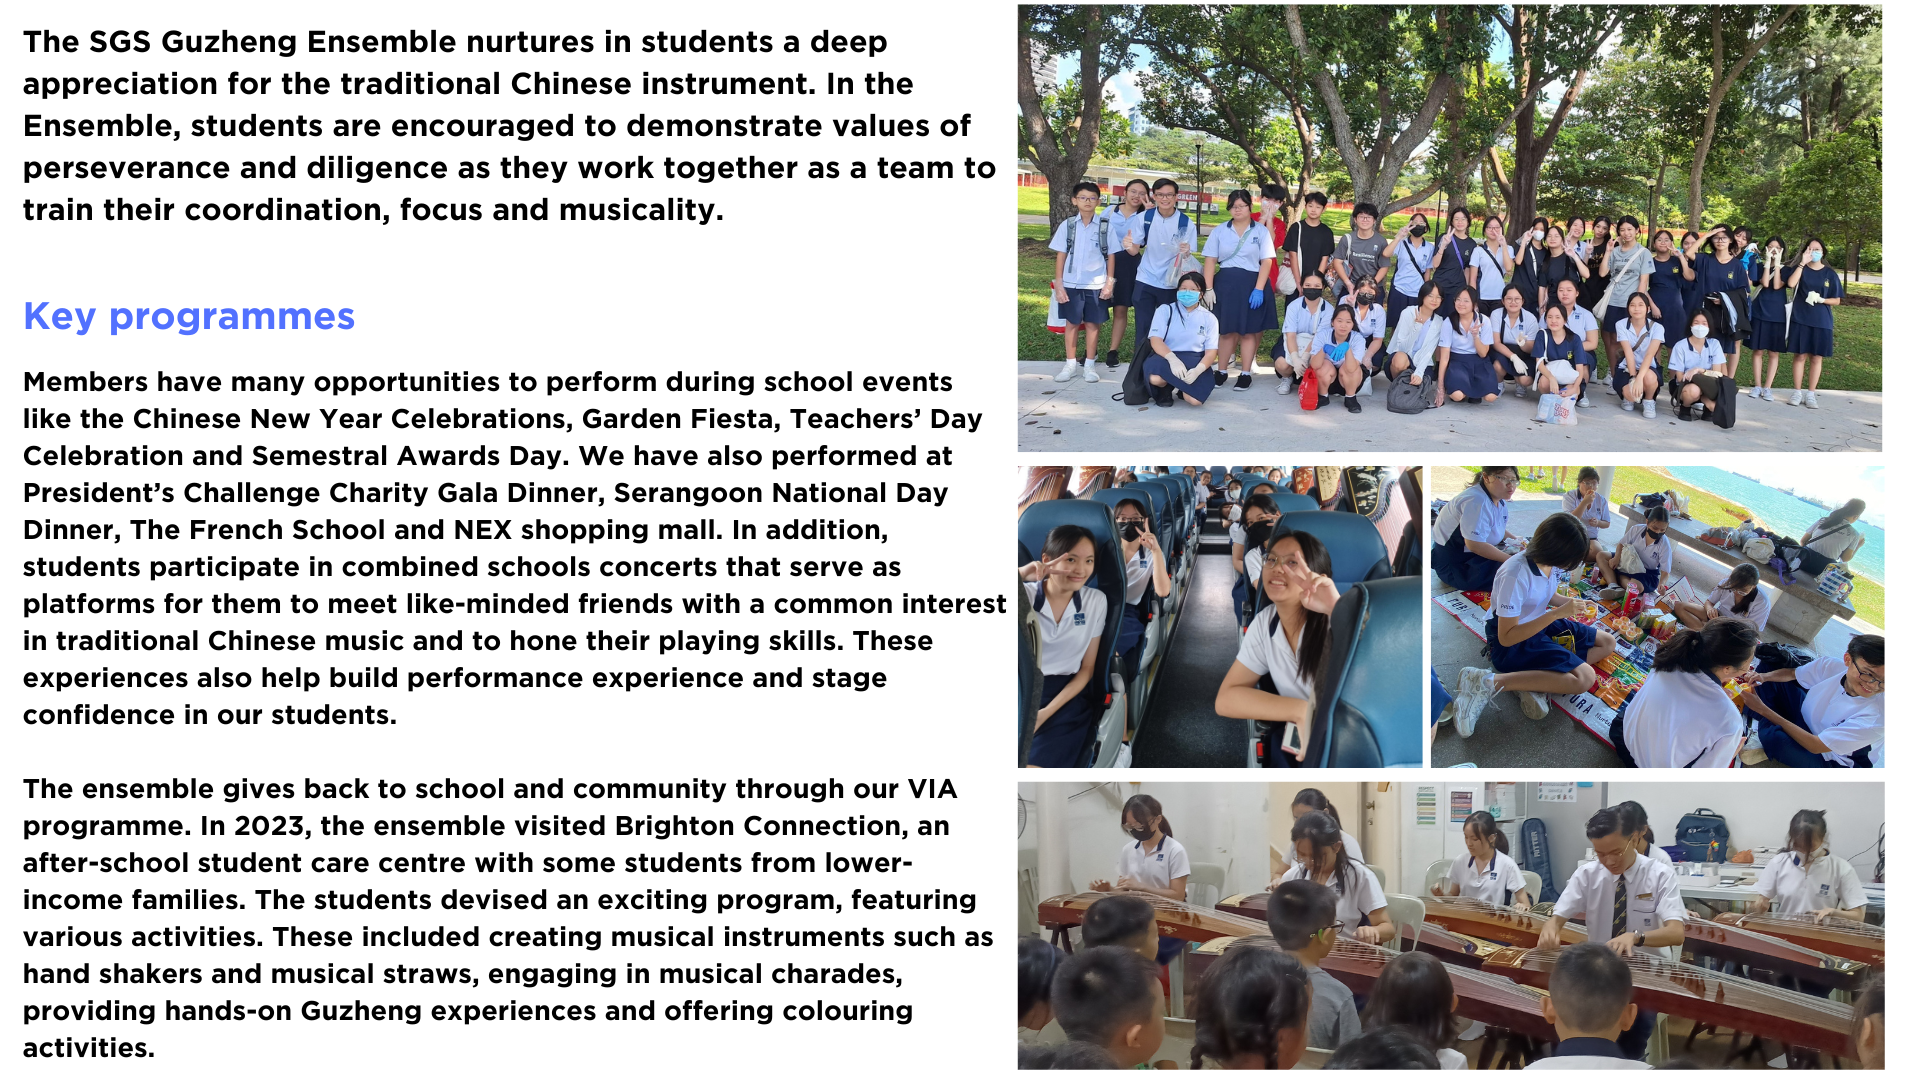 The SGS Guzheng Ensemble nurtures in students a deep
appreciation for the traditional Chinese instrument. In the
Ensemble, students are encouraged to demonstrate values of
perseverance and diligence as they work together as a team to
train their coordination, focus and musicality.
Key programmes
Members have many opportunities to perform during school events
like the Chinese New Year Celebrations, Garden Fiesta, Teachers’ Day
Celebration and Semestral Awards Day. We have also performed at
President’s Challenge Charity Gala Dinner, Serangoon National Day
Dinner, The French School and NEX shopping mall. In addition,
students participate in combined schools concerts that serve as
platforms for them to meet like-minded friends with a common interest
in traditional Chinese music and to hone their playing skills. These
experiences also help build performance experience and stage
confidence in our students.
The ensemble gives back to school and community through our VIA
programme. In 2023, the ensemble visited Brighton Connection, an
after-school student care centre with some students from lower-
income families. The students devised an exciting program, featuring
various activities. These included creating musical instruments such as
hand shakers and musical straws, engaging in musical charades,
providing hands-on Guzheng experiences and offering colouring
activities.